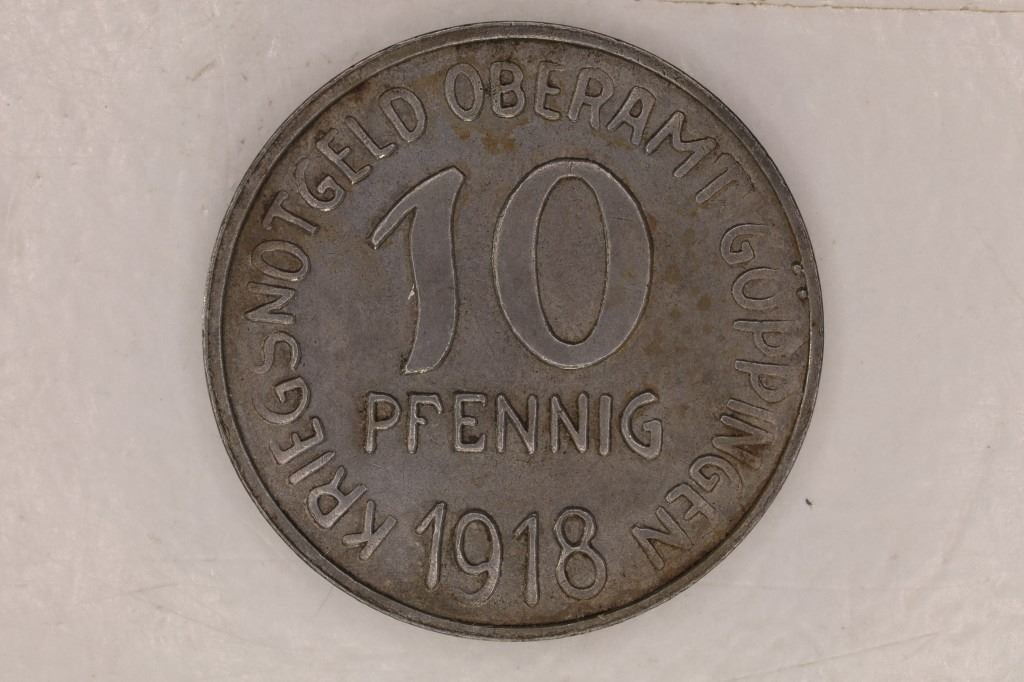 KRIEGSNOTGELD OBERAMT GÖPPINGEN
10
PFENNIG
1918